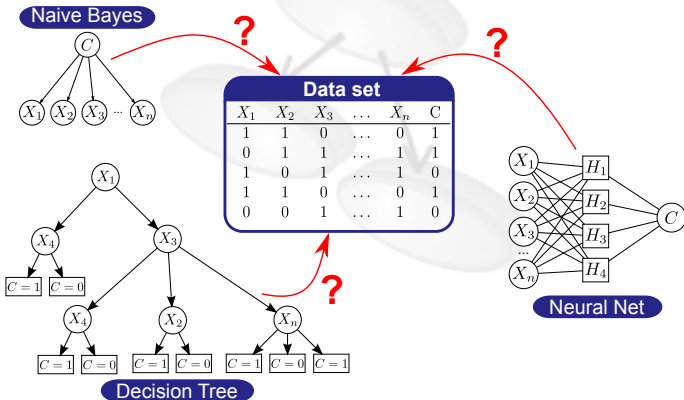 Naive Bayes
C
X1 X2 X3 ... Xn
?
?
Data set
X1 X2 X3 ... Xn C
1 1 0 ... 0 1
0 1 1 ... 1 1
1 0 1 ... 1 0
1 1 0 ... 0 1
0 0 1 ... 1 0
X1
X4 X3
C = 1 C = 0
X4 X2 Xn
C = 1 C = 0 C = 1 C = 0 C = 1 C = 0 C = 1
?
Decision Tree
X1 H1
X2 H2
C
X3 H3
...
Xn H4
Neural Net